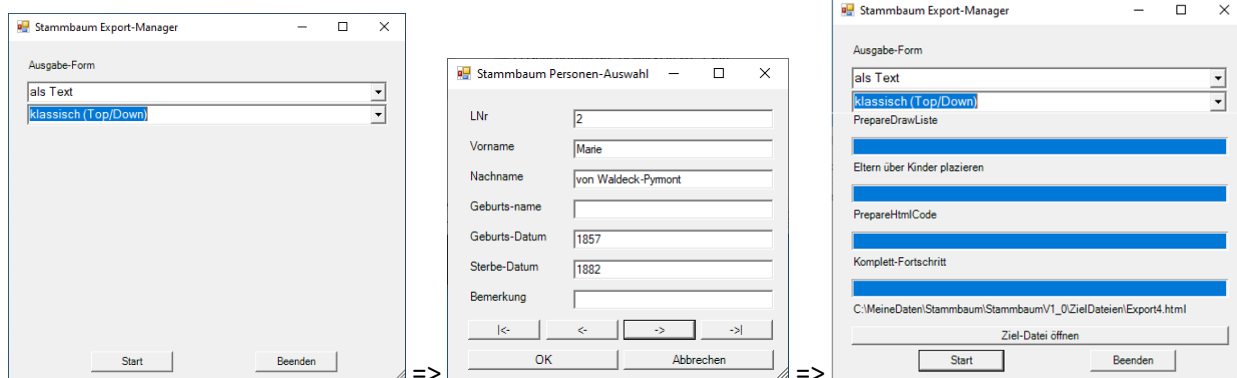 Stammbaum Export-Manager
Ausgabe-Form
als Text
klassisch (Top/Down)
Start Beenden
=>
Stammbaum Personen-Auswahl
LNr 2
Vorname Marie
Nachname von Waldeck-Pyrmont
Geburts-name
Geburts-Datum 1857
Sterbe-Datum 1882
Bemerkung
|<- <- -> ->|
OK Abbrechen
=>
Stammbaum Export-Manager
Ausgabe-Form
als Text
klassisch (Top/Down)
PrepareDrawListe
Eltern über Kinder plazieren
PrepareHtmlCode
Komplett-Fortschritt
C:\MeineDaten\Stammbaum\StammbaumV1_0\ZielDateien\Export4.html
Ziel-Datei öffnen
Start Beenden